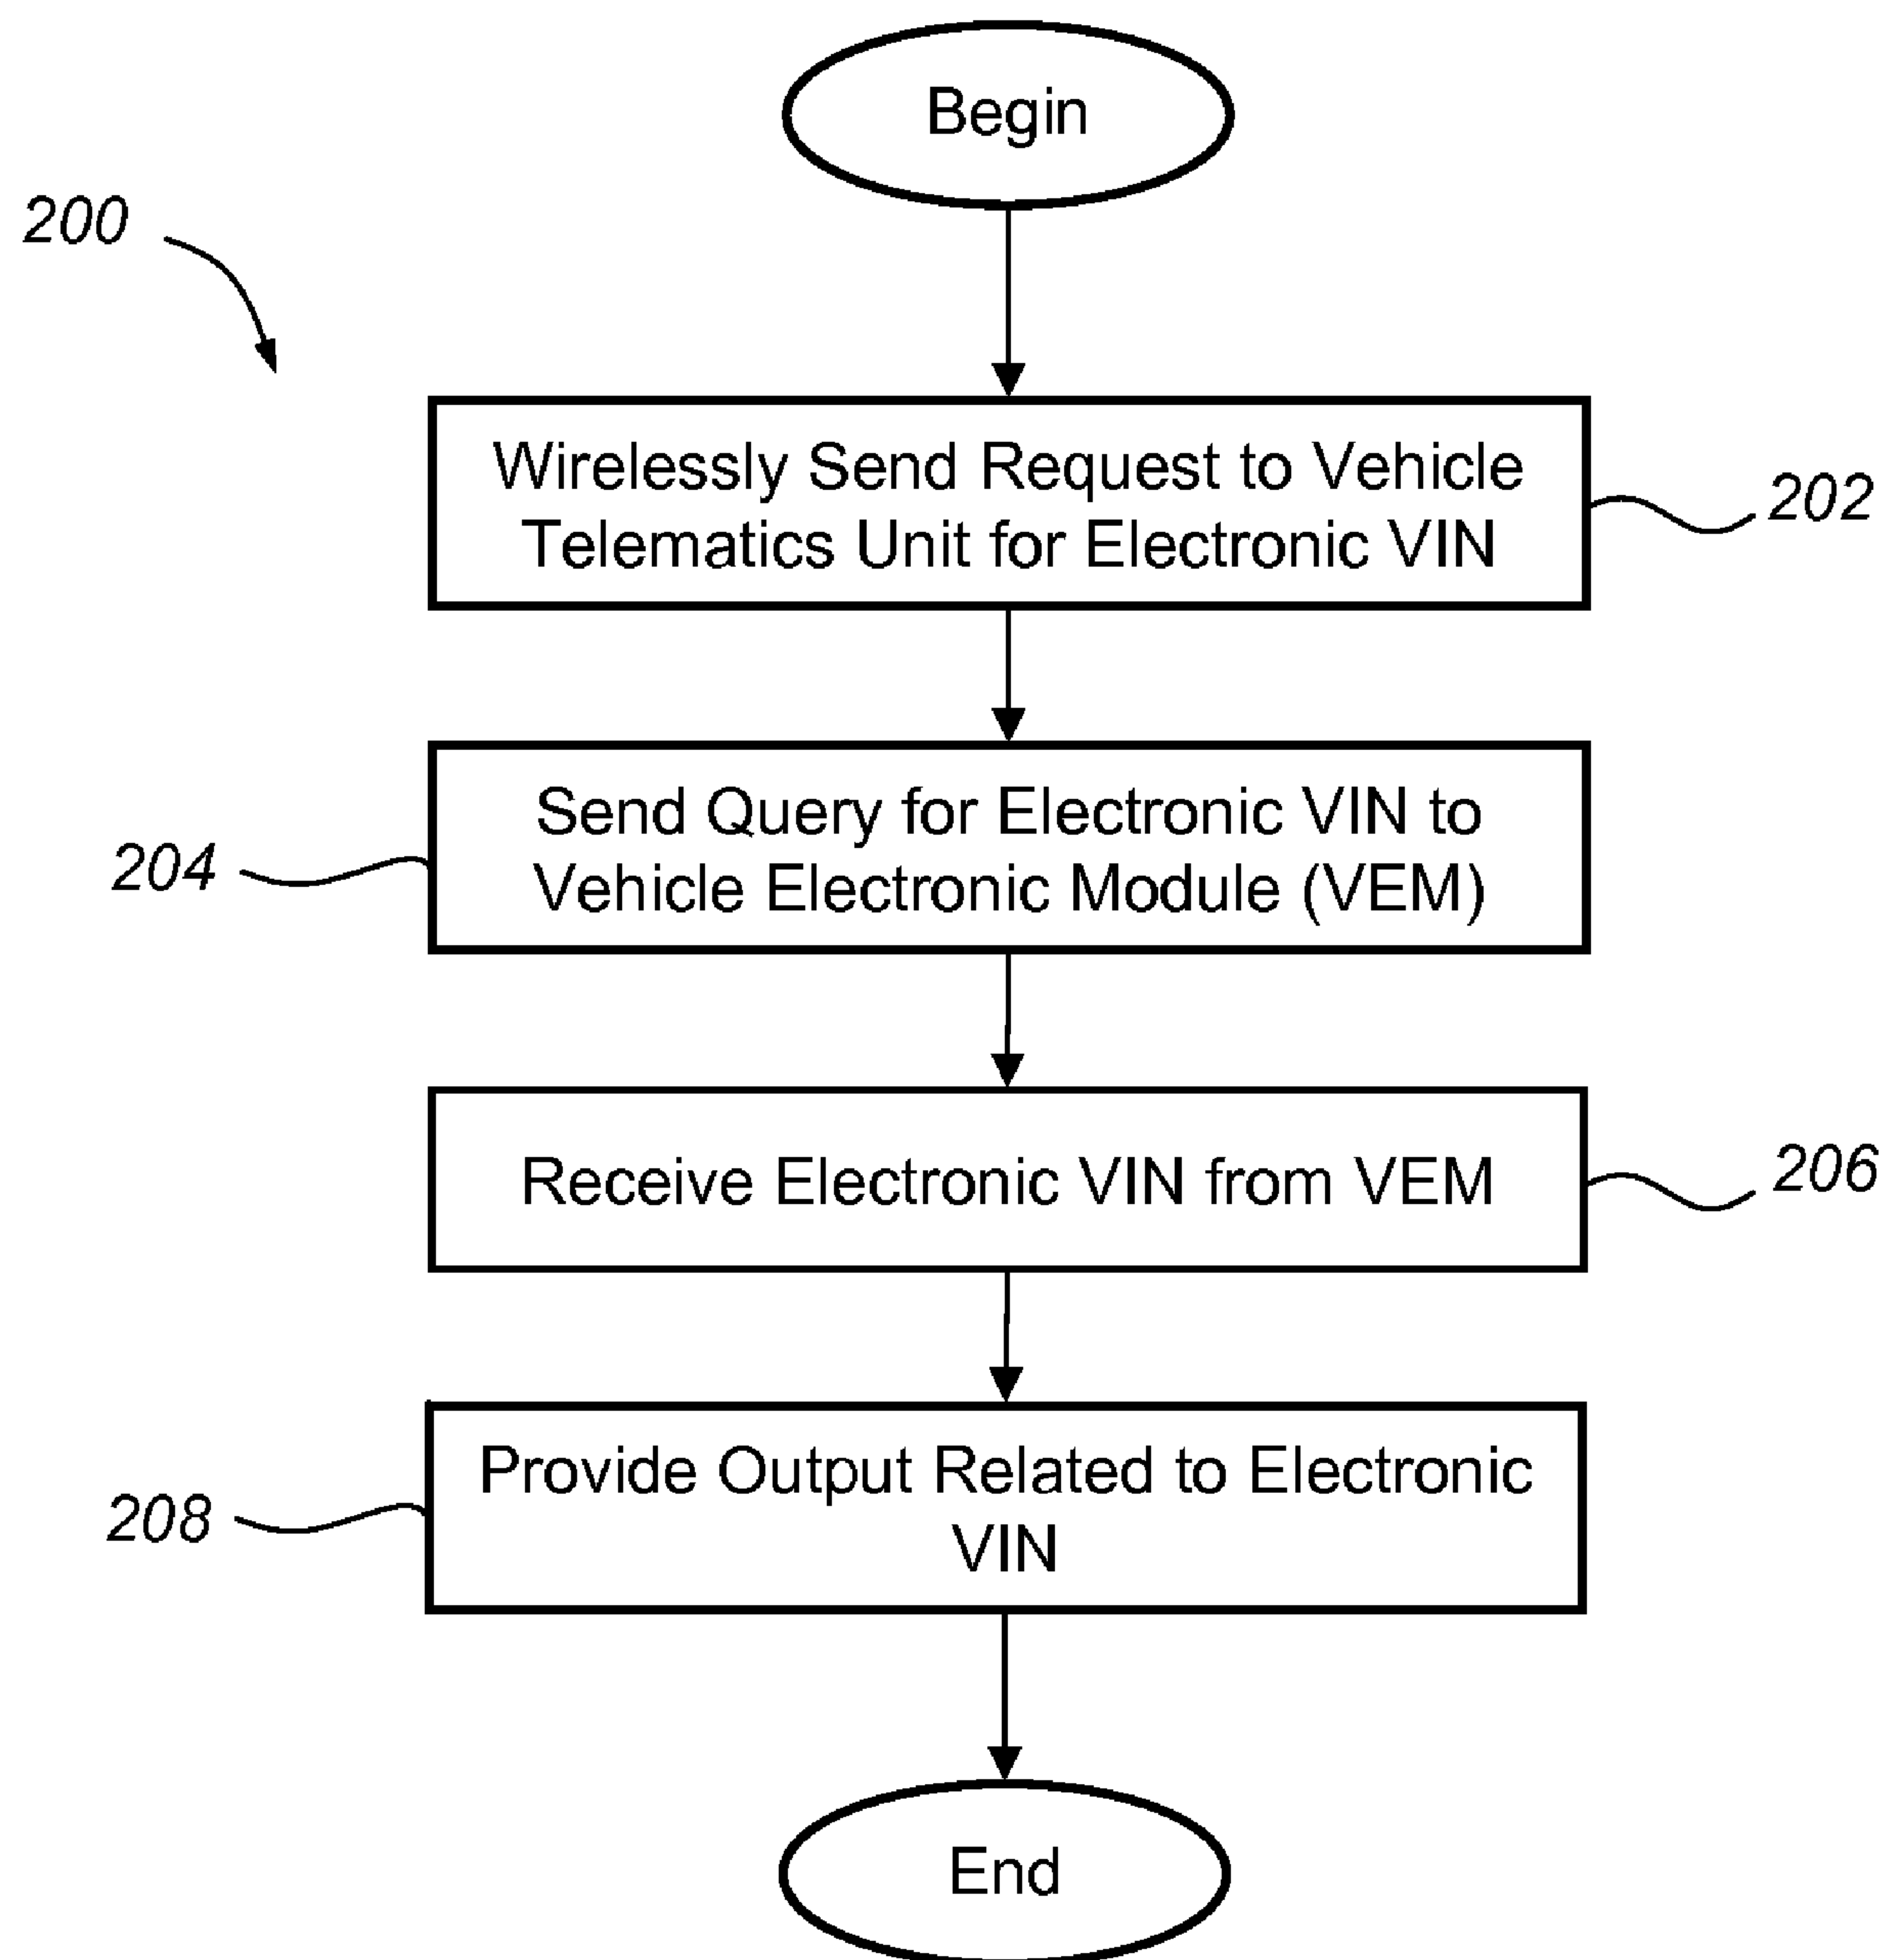 Begin
200
Wirelessly Send Request to Vehicle
Telematics Unit for Electronic VIN
202
Send Query for Electronic VIN to
Vehicle Electronic Module (VEM)
204
Receive Electronic VIN from VEM
206
Provide Output Related to Electronic
VIN
208
End